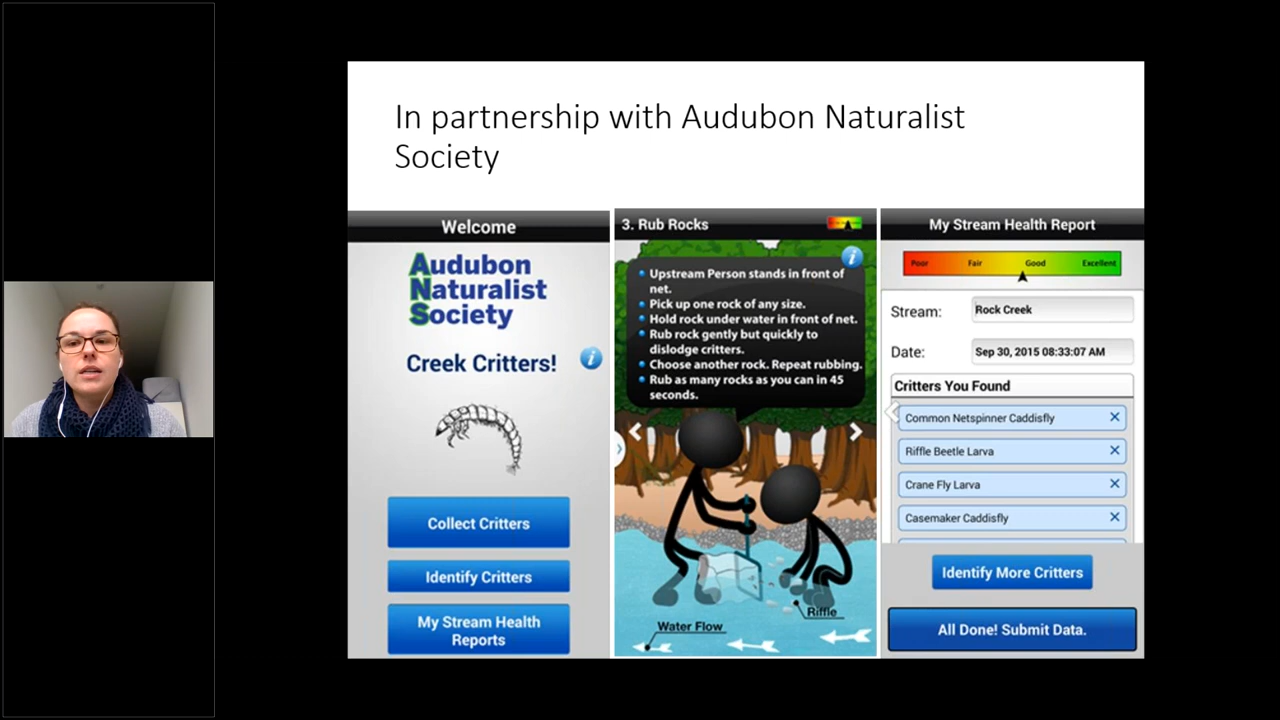 In partnership with Audubon Naturalist
Society
Welcome
Audubon
Naturalist
Society
Creek Critters!
i
Collect Critters
Identify Critters
My Stream Health
Reports
3. Rub Rocks
i
Upstream Person stands in front of
net.
Pick up one rock of any size.
Hold rock under water in front of net.
Rub rock gently but quickly to
dislodge critters.
Choose another rock. Repeat rubbing.
Rub as many rocks as you can in 45
seconds.
Riffle
Water Flow
My Stream Health Report
Poor Fair Good Excellent
Stream: Rock Creek
Date: Sep 30, 2015 08:33:07 AM
Critters You Found
Common Netspinner Caddisfly
Riffle Beetle Larva
Crane Fly Larva
Casemaker Caddisfly
Identify More Critters
All Done! Submit Data.